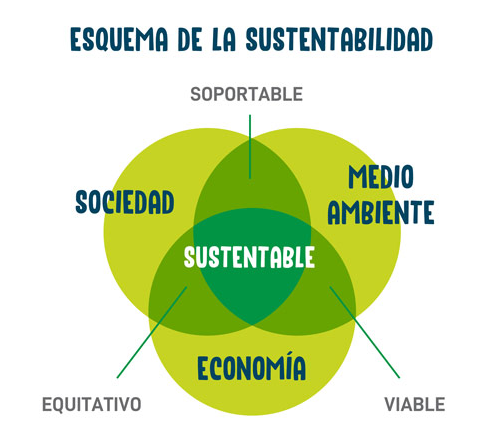 ESQUEMA DE LA SUSTENTABILIDAD
SOPORTABLE
SOCIEDAD
MEDIO
AMBIENTE
SUSTENTABLE
ECONOMÍA
EQUITATIVO
VIABLE